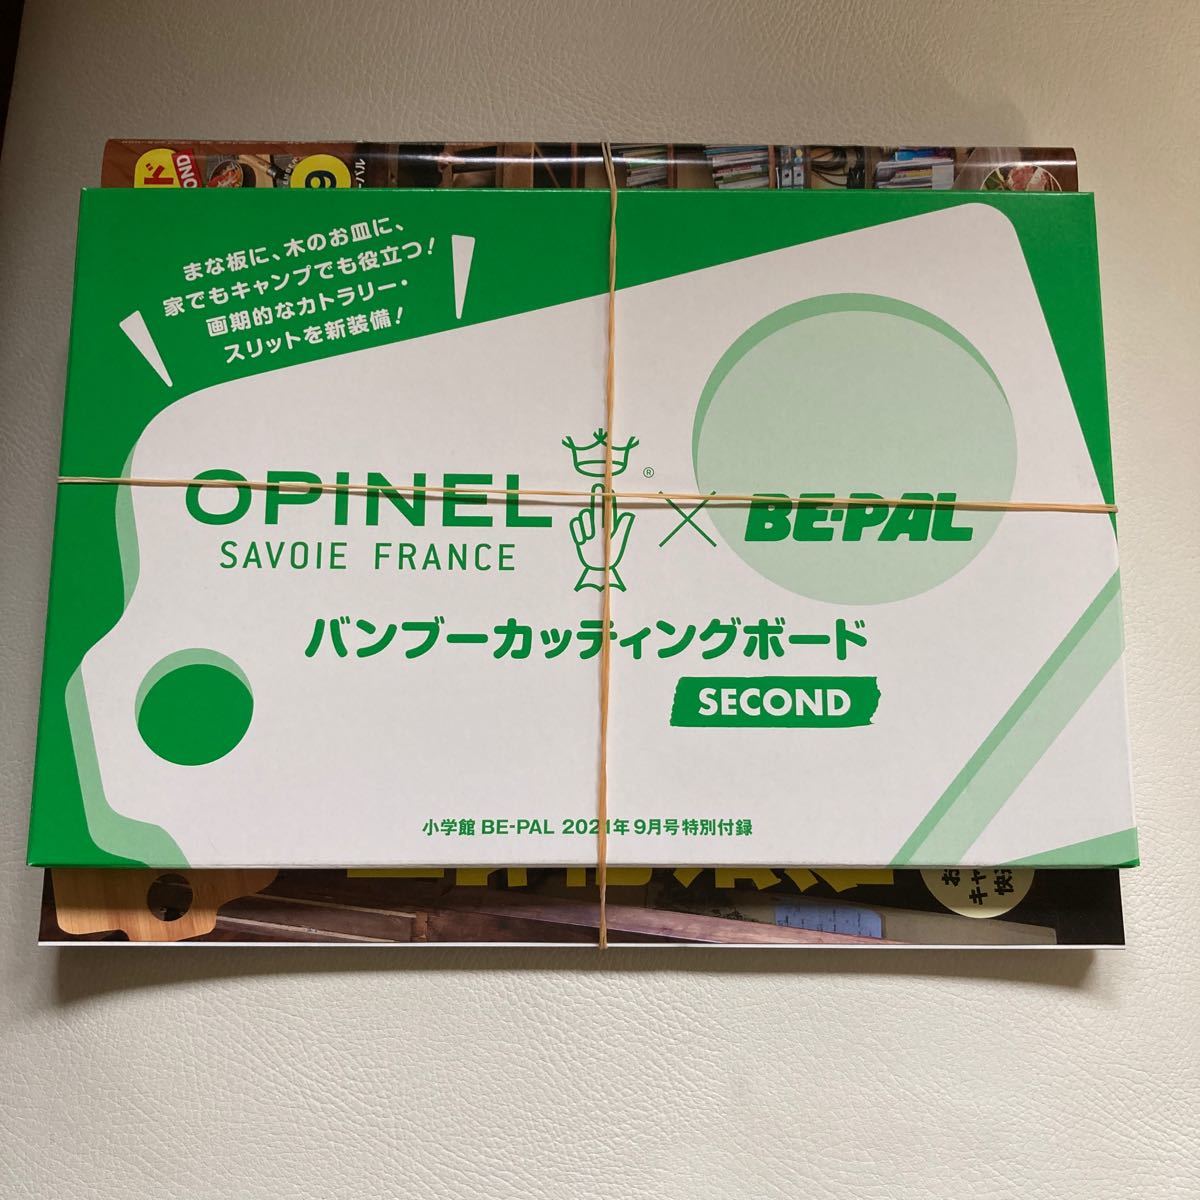 まな板に、木のお皿に、
家でもキャンプでも役立つ！
画期的なカトラリー・
スリットを新装備！
OPINEL
SAVOIE FRANCE
®
×
BE-PAL
バンブーカッティングボード
SECOND
小学館 BE-PAL 2021年9月号特別付録